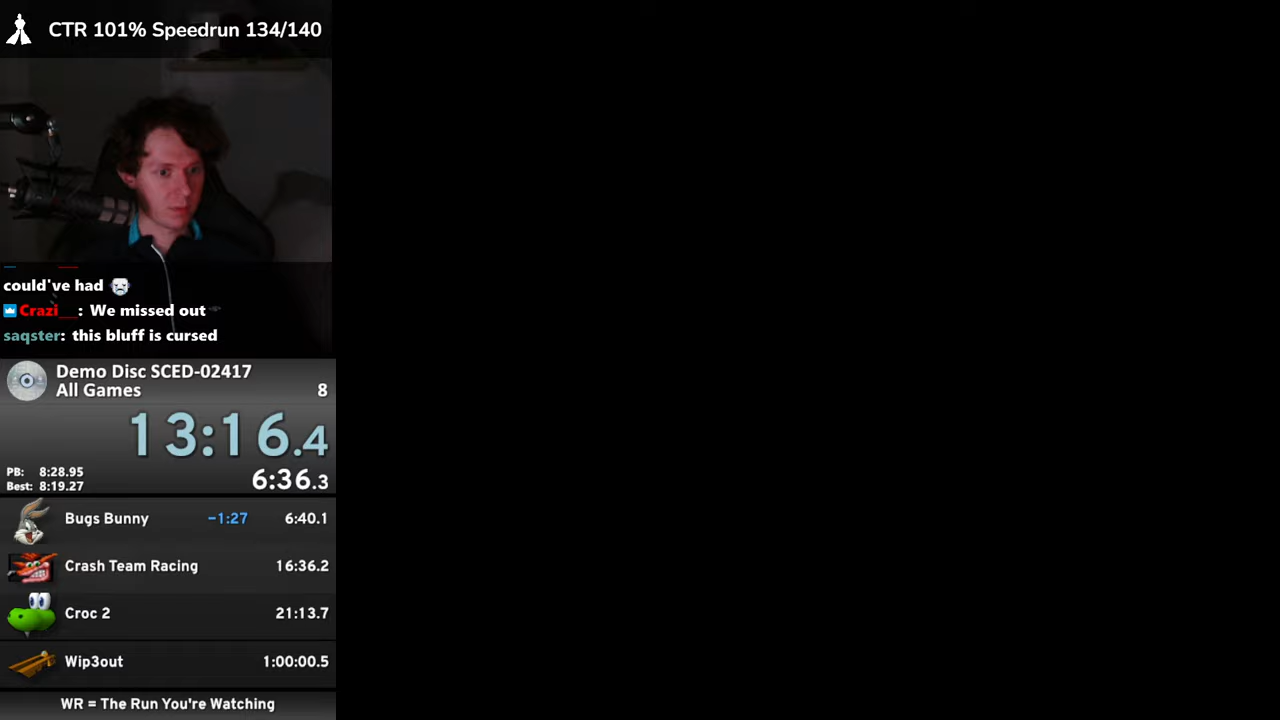 CTR 101% Speedrun 134/140
could've had
Crazi__: We missed out
saqster: this bluff is cursed
Demo Disc SCED-02417
All Games 8
13:16.4
PB: 8:28.95
Best: 8:19.27
6:36.3
Bugs Bunny -1:27 6:40.1
Crash Team Racing 16:36.2
Croc 2 21:13.7
Wip3out 1:00:00.5
WR = The Run You're Watching